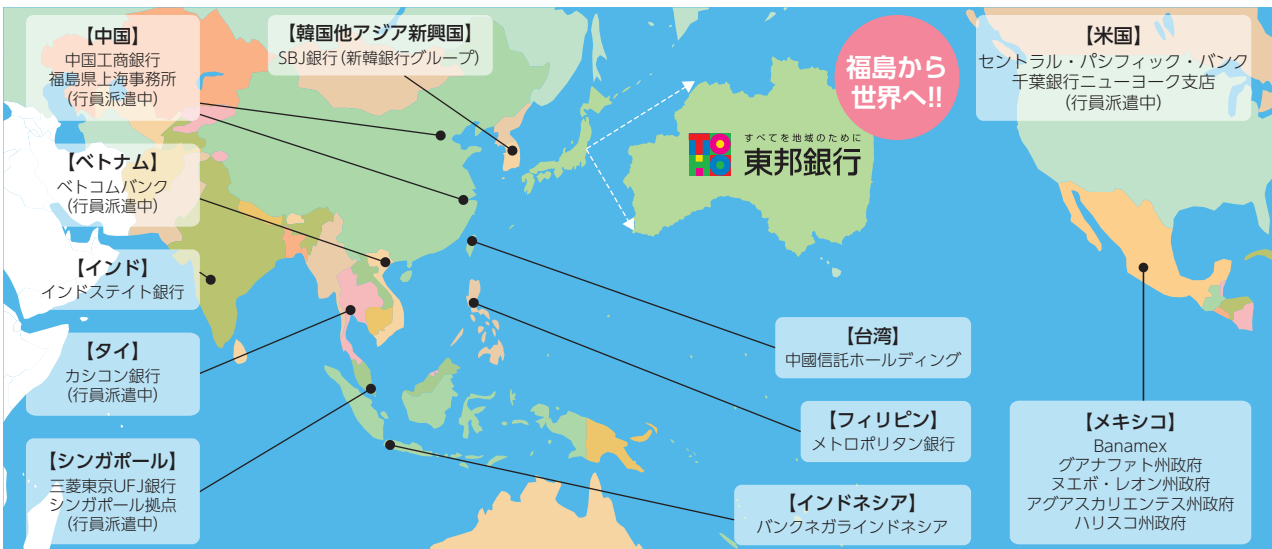 【中国】
中国工商銀行
福島県上海事務所
(行員派遣中)
【韓国他アジア新興国】
SBJ銀行(新韓銀行グループ)
福島から
世界へ!!
【米国】
セントラル・パシフィック・バンク
千葉銀行ニューヨーク支店
(行員派遣中)
TO
HO
すべてを地域のために
東邦銀行
【ベトナム】
ベトコムバンク
(行員派遣中)
【インド】
インドステイト銀行
【タイ】
カシコン銀行
(行員派遣中)
【シンガポール】
三菱東京UFJ銀行
シンガポール拠点
(行員派遣中)
【台湾】
中國信託ホールディング
【フィリピン】
メトロポリタン銀行
【インドネシア】
バンクネガラインドネシア
【メキシコ】
Banamex
グアナファト州政府
ヌエボ・レオン州政府
アグアスカリエンテス州政府
ハリスコ州政府